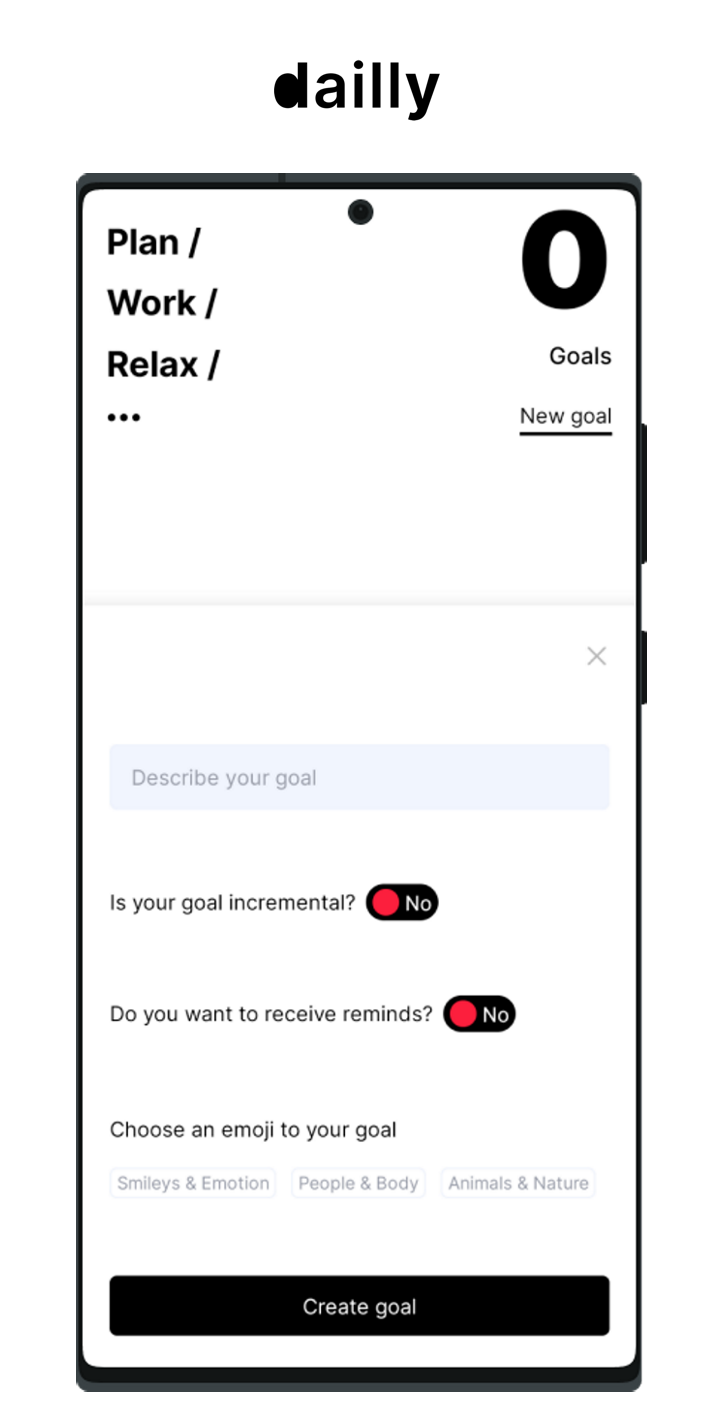 dailly
Plan /
Work /
Relax /
...
0
Goals
New goal
Describe your goal
Is your goal incremental? No
Do you want to receive reminds? No
Choose an emoji to your goal
Smileys & Emotion People & Body Animals & Nature
Create goal